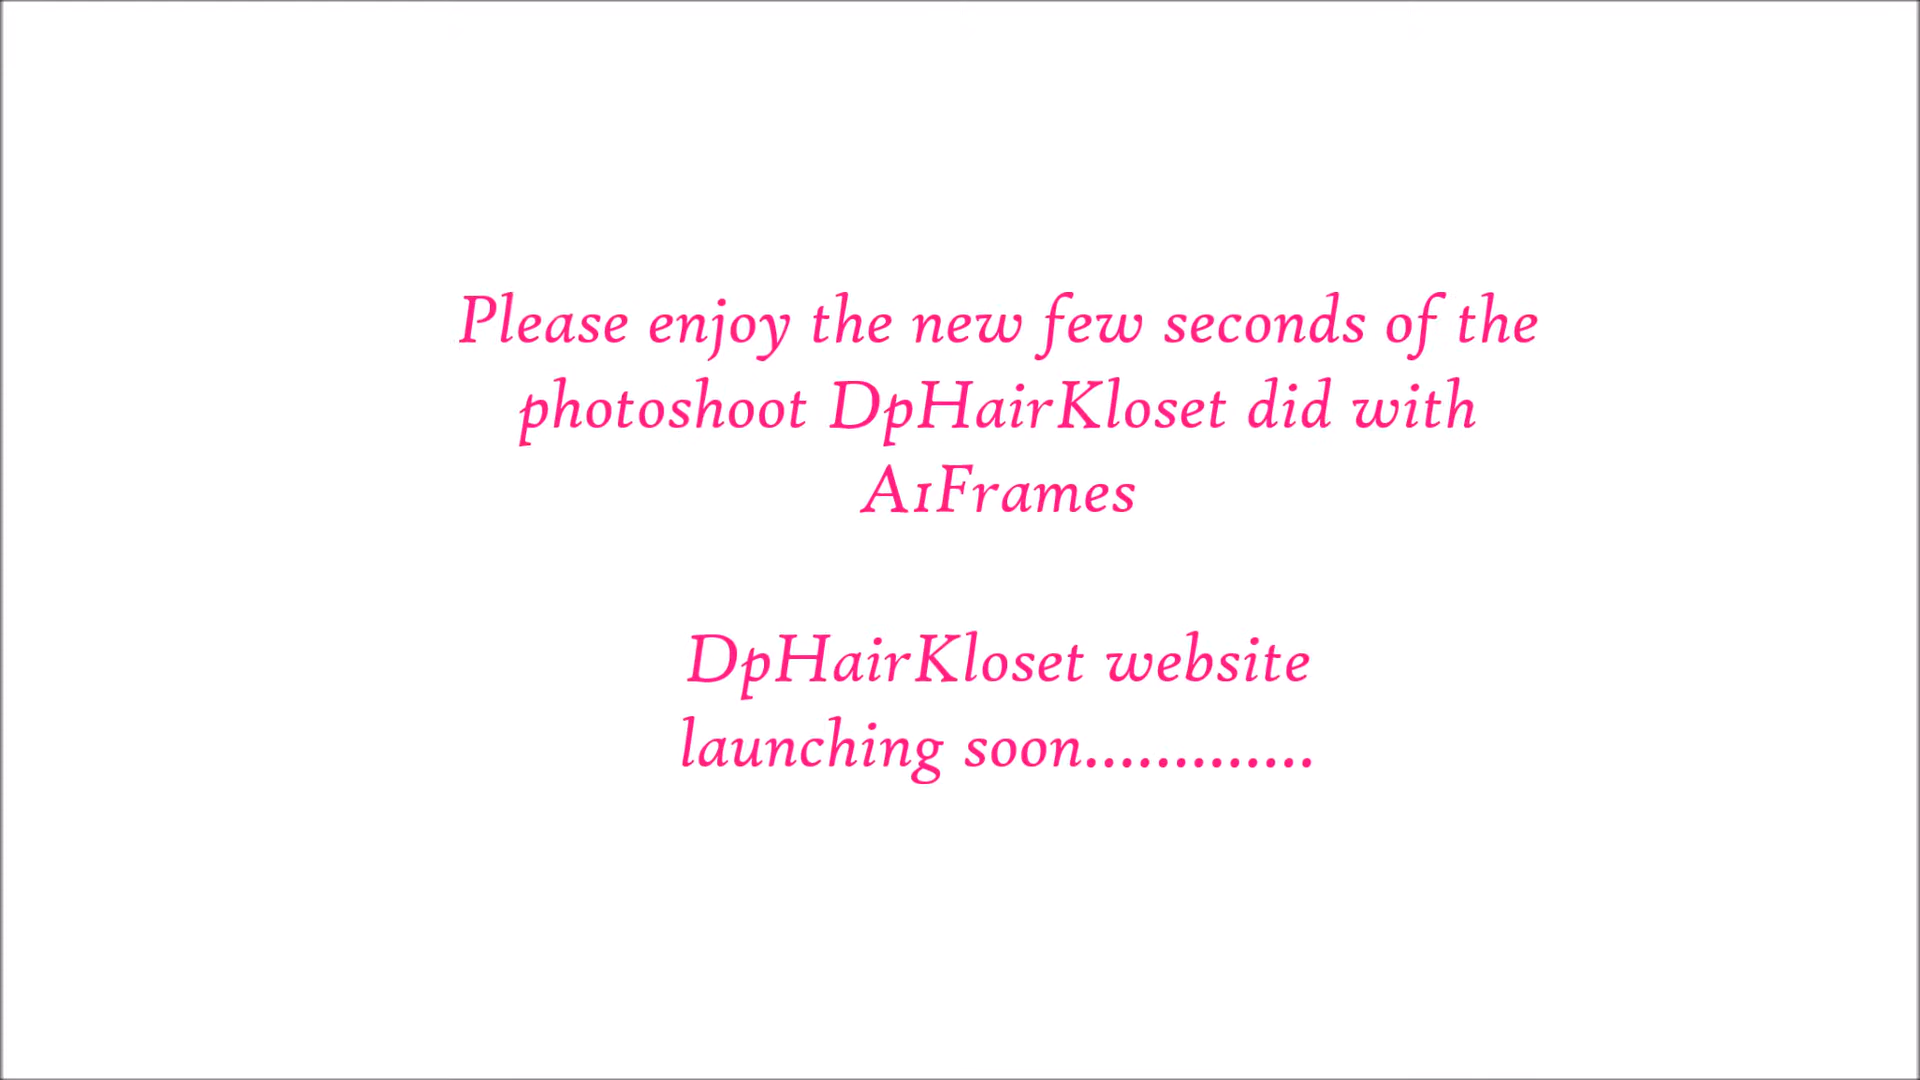 Please enjoy the new few seconds of the
photoshoot DpHairKloset did with
A1Frames
DpHairKloset website
launching soon.............